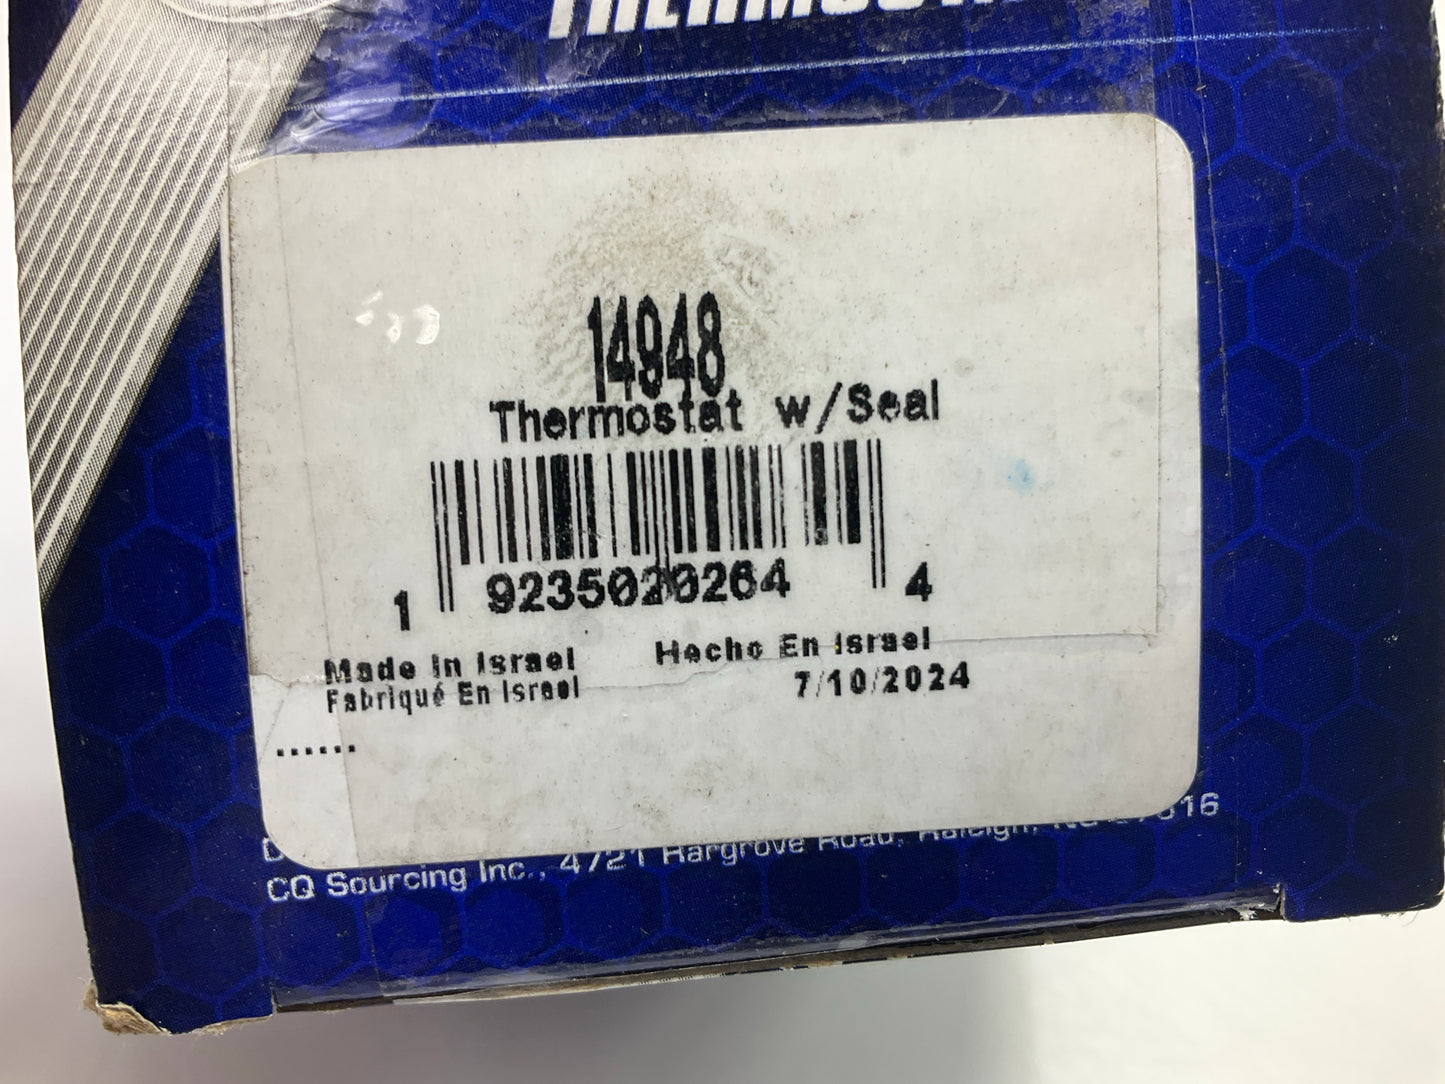 14948
Thermostat w/Seal
1 9235020264 4
Made In Israel Hecho En Israel
Fabriqué En Israel 7/10/2024
......
CQ Sourcing Inc., 4721 Hargrove Road, Raleigh,